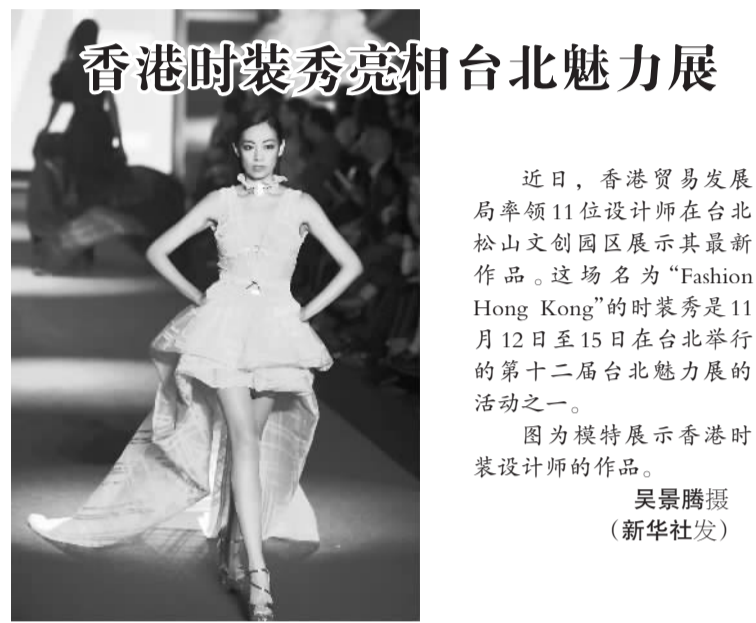 香港时装秀亮相台北魅力展
近日，香港贸易发展
局率领11位设计师在台北
松山文创园区展示其最新
作品。这场名为“Fashion
Hong Kong”的时装秀是11
月12日至15日在台北举行
的第十二届台北魅力展的
活动之一。
图为模特展示香港时
装设计师的作品。
吴景腾摄
（新华社发）